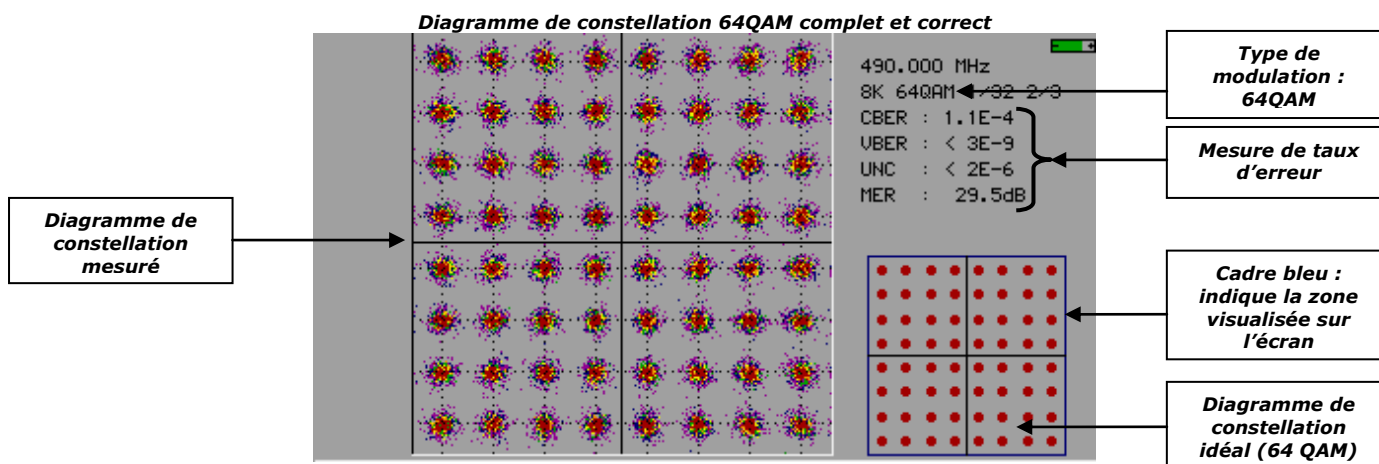 Diagramme de constellation 64QAM complet et correct
- +
490.000 MHz
8K 64QAM /32 2/3
CBER : 1.1E-4
VBER : < 3E-9
UNC : < 2E-6
MER : 29.5dB
Type de
modulation :
64QAM
Mesure de taux
d'erreur
Diagramme de
constellation
mesuré
Cadre bleu :
indique la zone
visualisée sur
l'écran
Diagramme de
constellation
idéal (64 QAM)